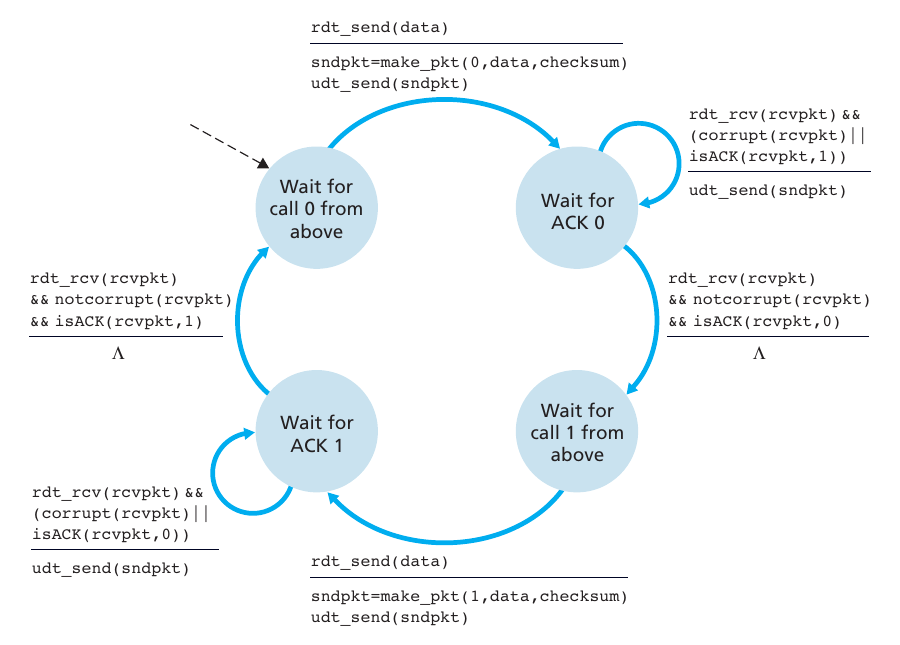 rdt_send(data)
sndpkt=make_pkt(0,data,checksum)
udt_send(sndpkt)
rdt_rcv(rcvpkt) &&
(corrupt(rcvpkt)||
isACK(rcvpkt,1))
udt_send(sndpkt)
Wait for
call 0 from
above
Wait for
ACK 0
rdt_rcv(rcvpkt)
&& notcorrupt(rcvpkt)
&& isACK(rcvpkt,1)
Λ
rdt_rcv(rcvpkt)
&& notcorrupt(rcvpkt)
&& isACK(rcvpkt,0)
Λ
Wait for
ACK 1
Wait for
call 1 from
above
rdt_rcv(rcvpkt) &&
(corrupt(rcvpkt)||
isACK(rcvpkt,0))
udt_send(sndpkt)
rdt_send(data)
sndpkt=make_pkt(1,data,checksum)
udt_send(sndpkt)